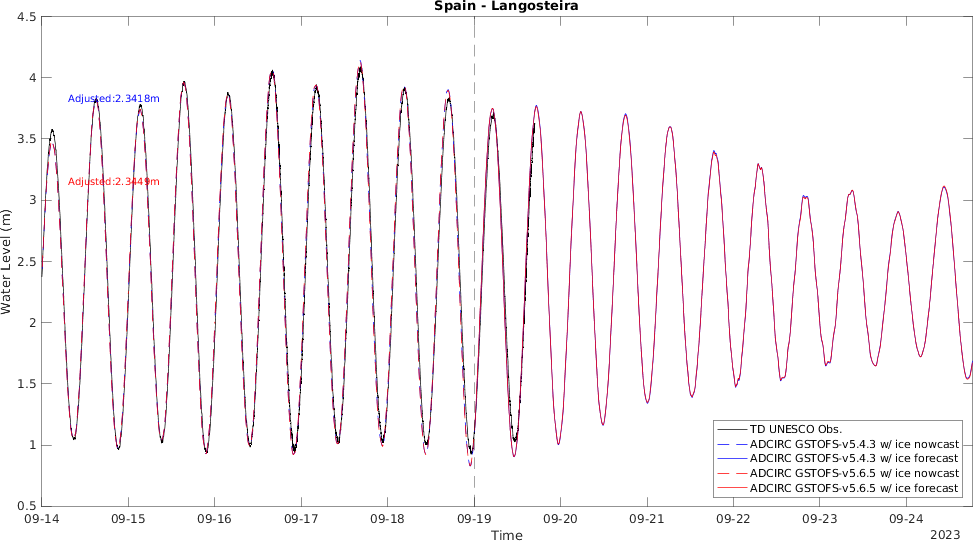 Spain - Langosteira
4.5
4
3.5
3
2.5
2
1.5
1
0.5
Water Level (m)
Adjusted:2.3418m
Adjusted:2.3449m
TD UNESCO Obs.
ADCIRC GSTOFS-v5.4.3 w/ ice nowcast
ADCIRC GSTOFS-v5.4.3 w/ ice forecast
ADCIRC GSTOFS-v5.6.5 w/ ice nowcast
ADCIRC GSTOFS-v5.6.5 w/ ice forecast
09-14 09-15 09-16 09-17 09-18 09-19 09-20 09-21 09-22 09-23 09-24
Time
2023